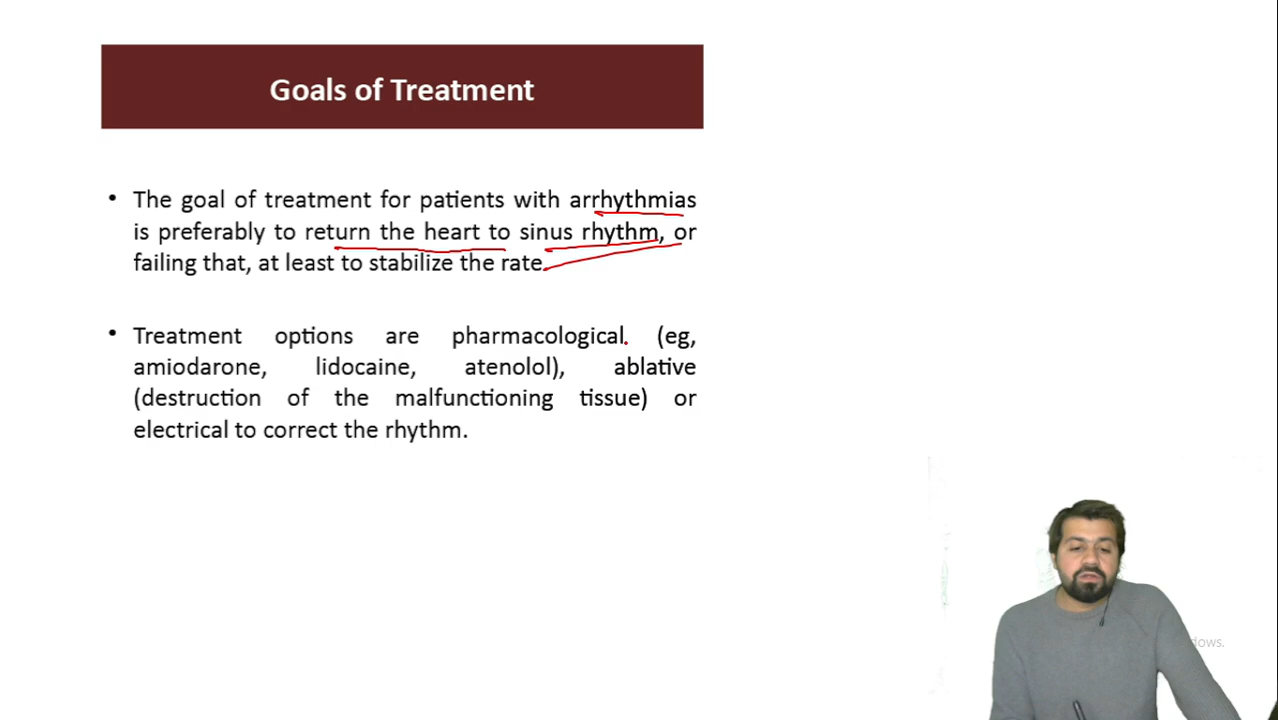 Goals of Treatment
• The goal of treatment for patients with arrhythmias
is preferably to return the heart to sinus rhythm, or
failing that, at least to stabilize the rate.
• Treatment options are pharmacological (eg,
amiodarone, lidocaine, atenolol), ablative
(destruction of the malfunctioning tissue) or
electrical to correct the rhythm.
dows.